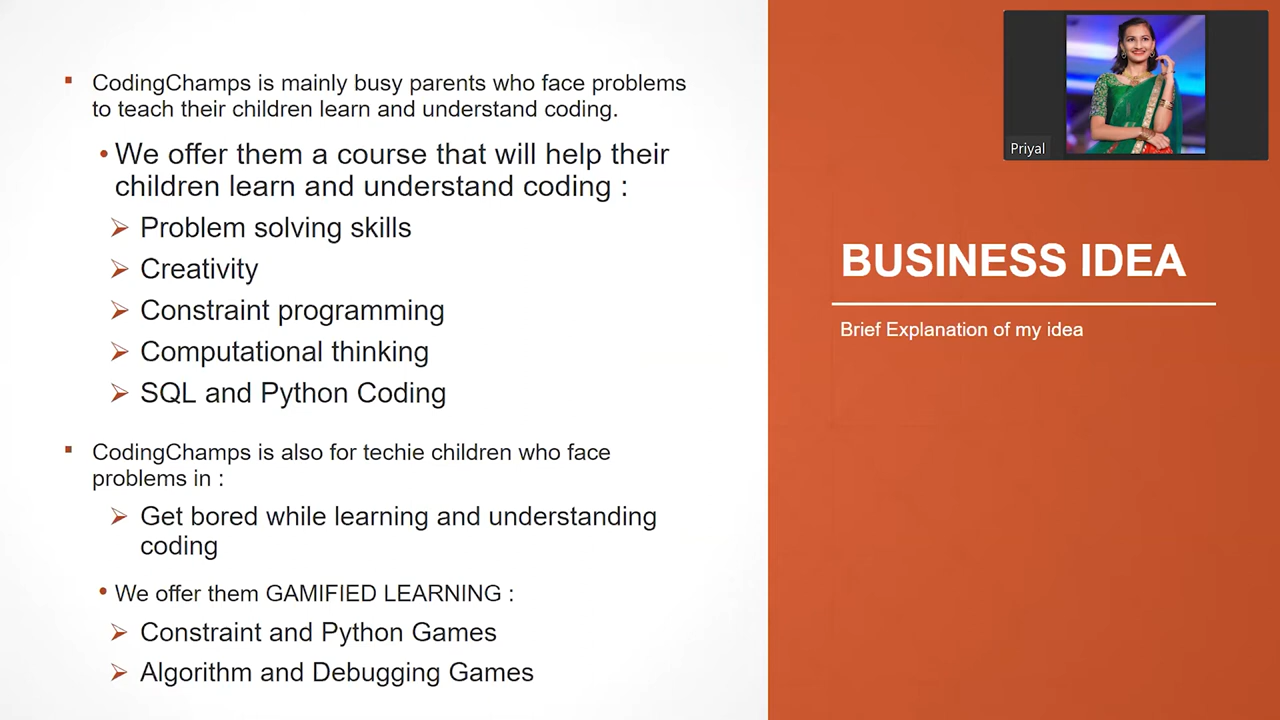 CodingChamps is mainly busy parents who face problems
to teach their children learn and understand coding.
We offer them a course that will help their
children learn and understand coding :
Problem solving skills
Creativity
Constraint programming
Computational thinking
SQL and Python Coding
CodingChamps is also for techie children who face
problems in :
Get bored while learning and understanding
coding
We offer them GAMIFIED LEARNING :
Constraint and Python Games
Algorithm and Debugging Games
Priyal
BUSINESS IDEA
Brief Explanation of my idea